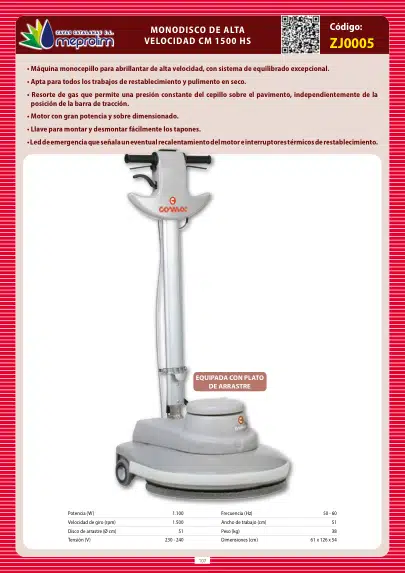 CAYAS CATALANAS S.L.
meprolim
MONODISCO DE ALTA
VELOCIDAD CM 1500 HS
Código:
ZJ0005
• Máquina monocepillo para abrillantar de alta velocidad, con sistema de equilibrado excepcional.
• Apta para todos los trabajos de restablecimiento y pulimento en seco.
• Resorte de gas que permite una presión constante del cepillo sobre el pavimento, independientemente de la
posición de la barra de tracción.
• Motor con gran potencia y sobre dimensionado.
• Llave para montar y desmontar fácilmente los tapones.
• Led de emergencia que señala un eventual recalentamiento del motor e interruptores térmicos de restablecimiento.
COMAC
EQUIPADA CON PLATO
DE ARRASTRE
Potencia (W) 1.100 Frecuencia (Hz) 50 - 60
Velocidad de giro (rpm) 1.500 Ancho de trabajo (cm) 51
Disco de arrastre (Ø cm) 51 Peso (kg) 38
Tensión (V) 230 - 240 Dimensiones (cm) 61 x 126 x 54
107